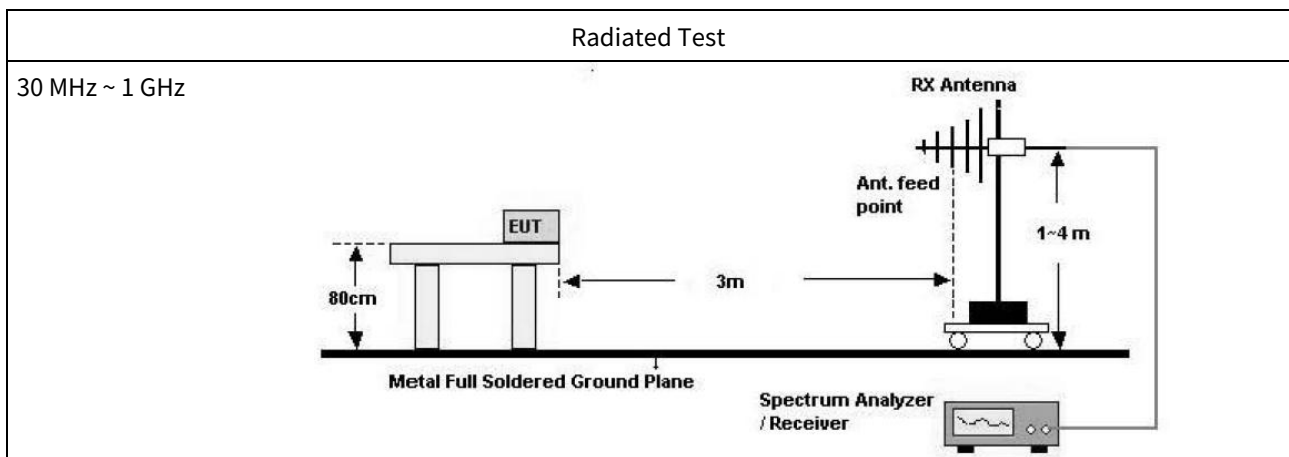 Radiated Test
30 MHz ~ 1 GHz
RX Antenna
Ant. feed
point
EUT
1~4 m
3m
80cm
Metal Full Soldered Ground Plane
Spectrum Analyzer
/ Receiver